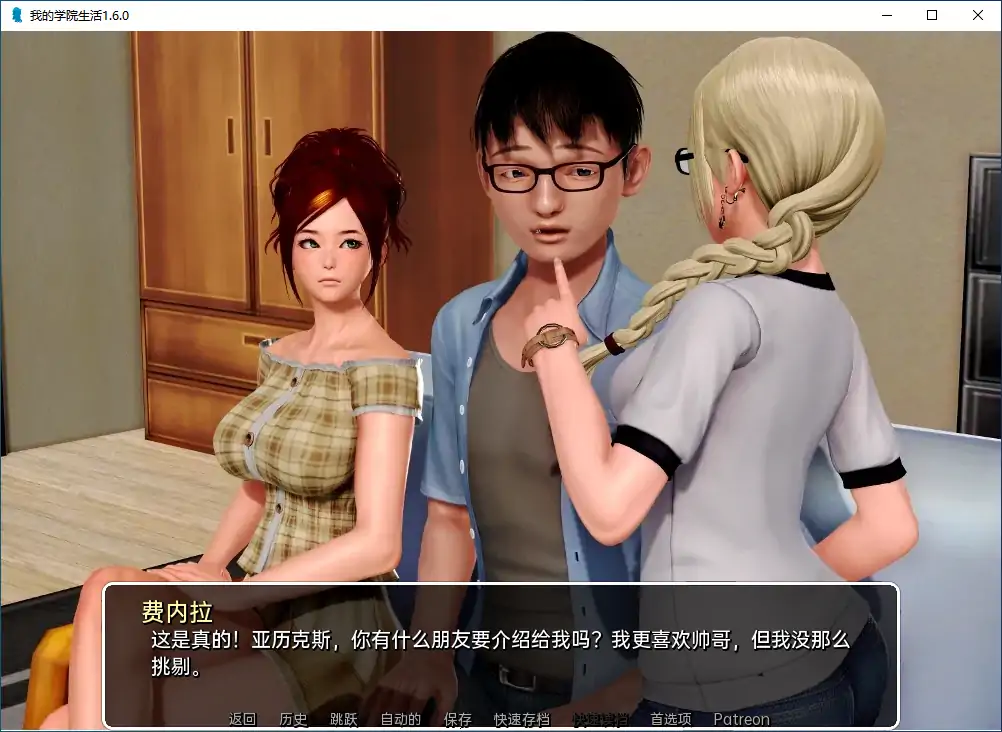 我的学院生活1.6.0
费内拉
这是真的！亚历克斯，你有什么朋友要介绍给我吗？我更喜欢帅哥，但我没那么
挑剔。
返回 历史 跳跃 自动的 保存 快速存档 快速读档 首选项 Patreon